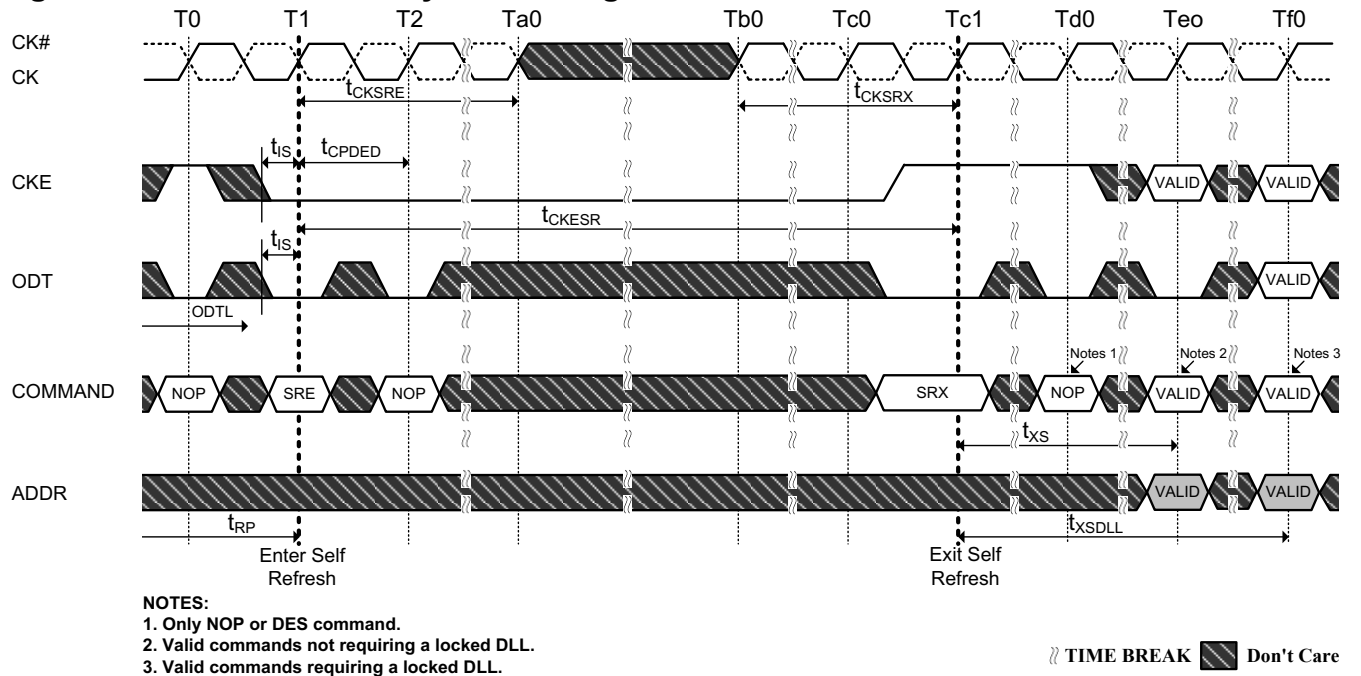 T0 T1 T2 Ta0 Tb0 Tc0 Tc1 Td0 Teo Tf0
CK#
CK
tCKSRE tCKSRX
tIS tCPDED
CKE VALID VALID
tCKESR
tIS
ODT VALID
ODTL
Notes 1 Notes 2 Notes 3
COMMAND NOP SRE NOP SRX NOP VALID VALID
tXS
ADDR VALID VALID
tRP tXSDLL
Enter Self Exit Self
Refresh Refresh
NOTES:
1. Only NOP or DES command.
2. Valid commands not requiring a locked DLL.
3. Valid commands requiring a locked DLL.
TIME BREAK Don't Care